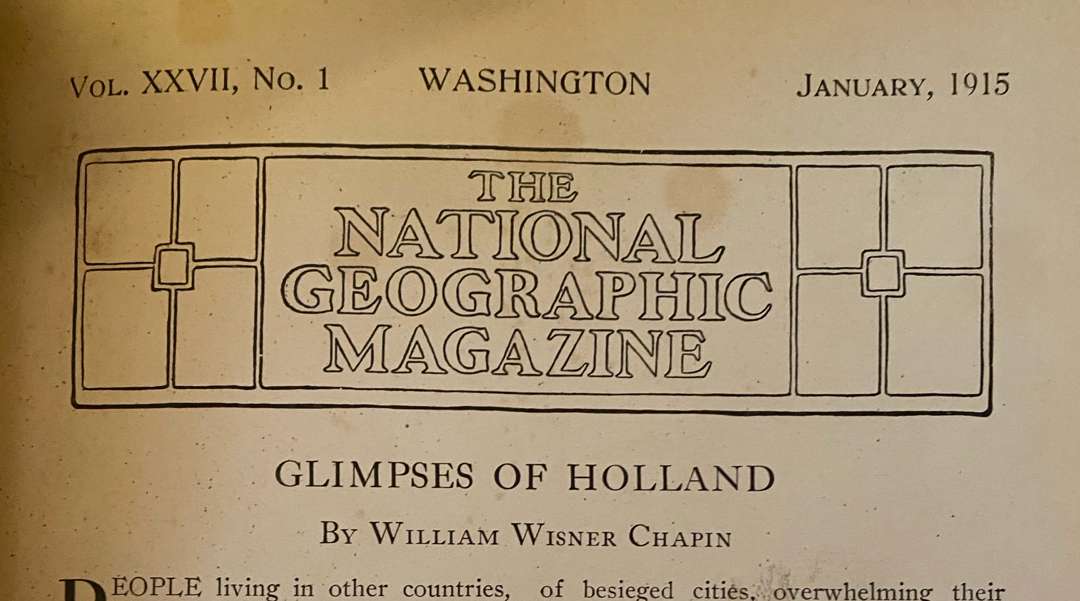 VOL. XXVII, No. 1 WASHINGTON JANUARY, 1915
THE
NATIONAL
GEOGRAPHIC
MAGAZINE
GLIMPSES OF HOLLAND
BY WILLIAM WISNER CHAPIN
PEOPLE living in other countries,
of besieged cities, overwhelming their